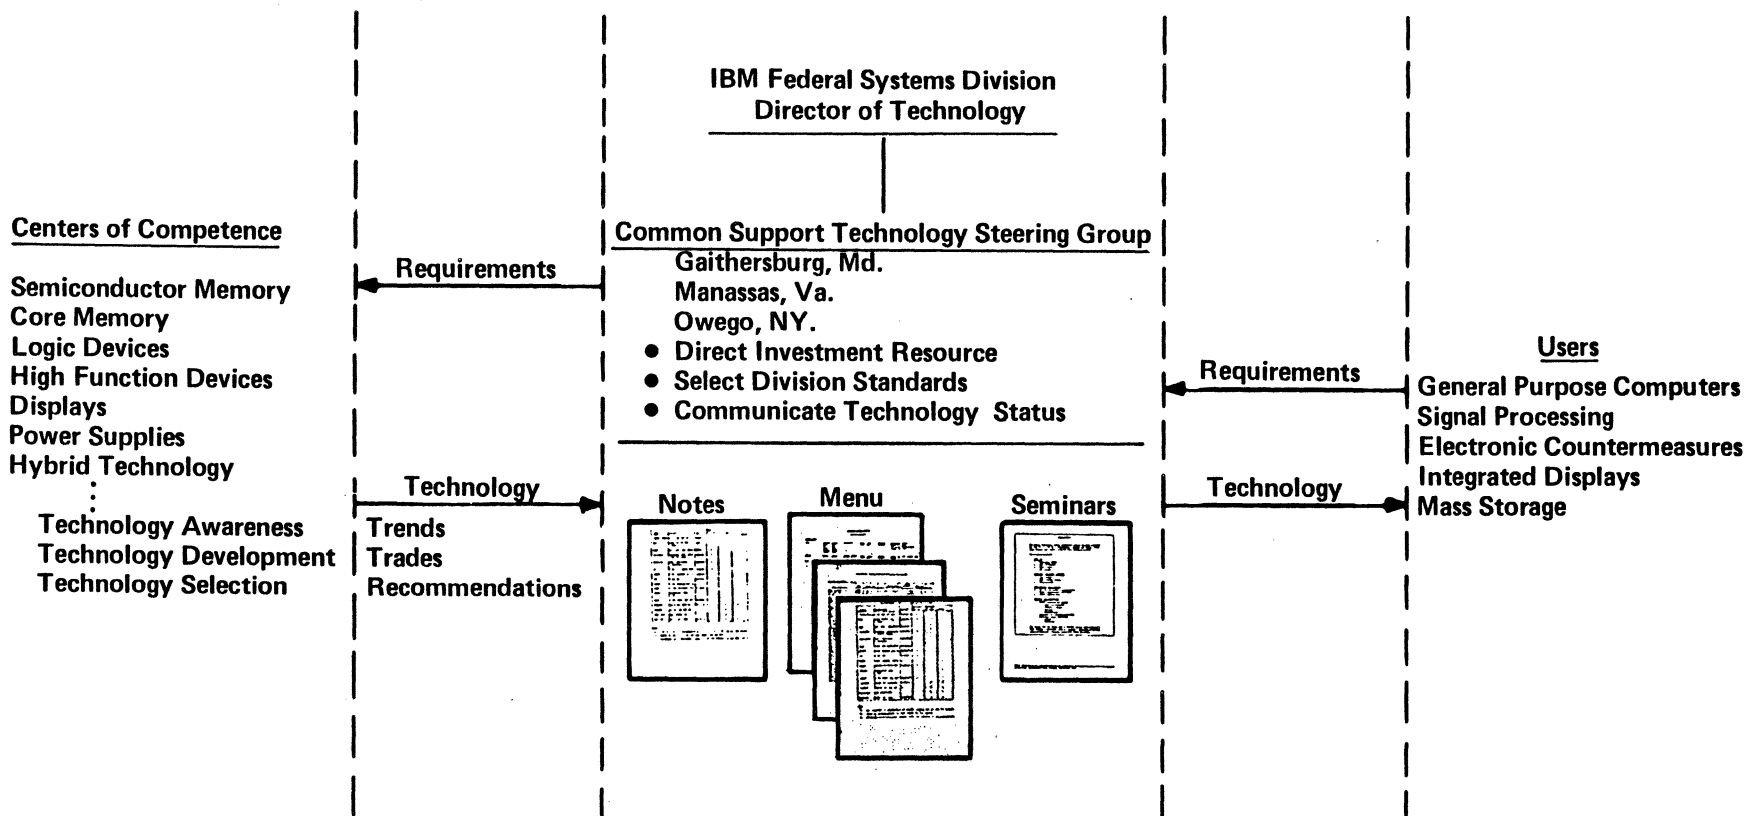 IBM Federal Systems Division
Director of Technology
Centers of Competence
Semiconductor Memory
Core Memory
Logic Devices
High Function Devices
Displays
Power Supplies
Hybrid Technology
Technology Awareness
Technology Development
Technology Selection
Requirements
Technology
Trends
Trades
Recommendations
Common Support Technology Steering Group
Gaithersburg, Md.
Manassas, Va.
Owego, NY.
● Direct Investment Resource
● Select Division Standards
● Communicate Technology Status
Notes
Menu
Seminars
Requirements
Technology
Users
General Purpose Computers
Signal Processing
Electronic Countermeasures
Integrated Displays
Mass Storage